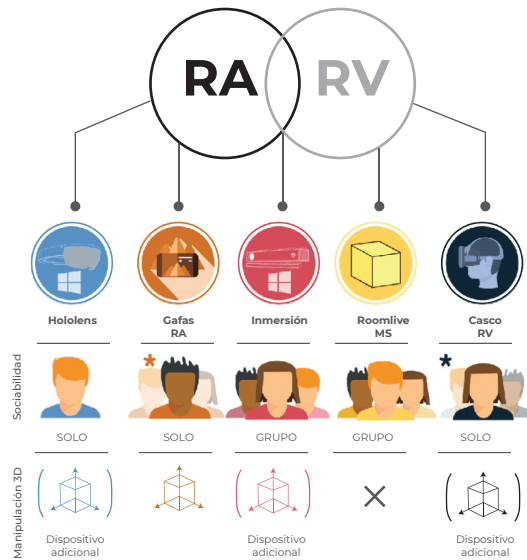 RA
RV
Hololens
Gafas
RA
Inmersión
Roomlive
MS
Casco
RV
Sociabilidad
*
*
SOLO
SOLO
GRUPO
GRUPO
SOLO
Manipulación 3D
Dispositivo
adicional
Dispositivo
adicional
Dispositivo
adicional